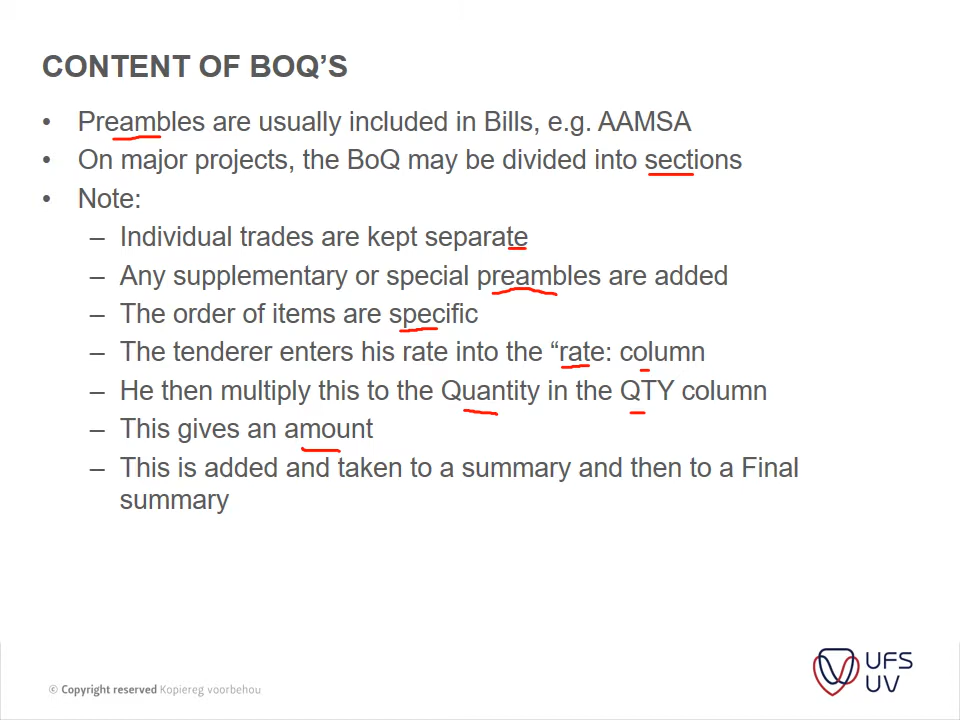 CONTENT OF BOQ’S
• Preambles are usually included in Bills, e.g. AAMSA
• On major projects, the BoQ may be divided into sections
• Note:
– Individual trades are kept separate
– Any supplementary or special preambles are added
– The order of items are specific
– The tenderer enters his rate into the “rate: column
– He then multiply this to the Quantity in the QTY column
– This gives an amount
– This is added and taken to a summary and then to a Final
summary
© Copyright reserved Kopiereg voorbehou
UFS
UV